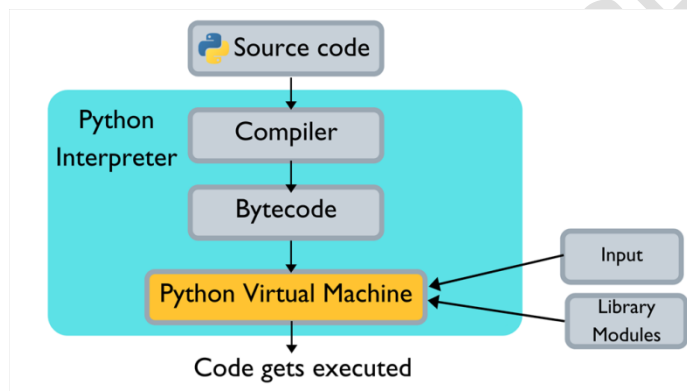 Source code
Python
Interpreter
Compiler
Bytecode
Python Virtual Machine
Input
Library
Modules
Code gets executed